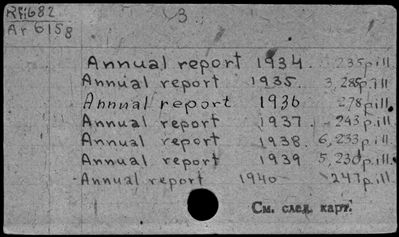 3.
Ar 6158
Annual report 1934. 235 p. ill.
Annual report 1935. 3, 285 p. ill.
Annual report 1936 278 p. ill.
Annual report 1937. 243 p. ill.
Annual report 1938. 6, 233 p. ill.
Annual report 1939 5, 230 p. ill.
Annual report 1940 247 p. ill.
См. след. карт.